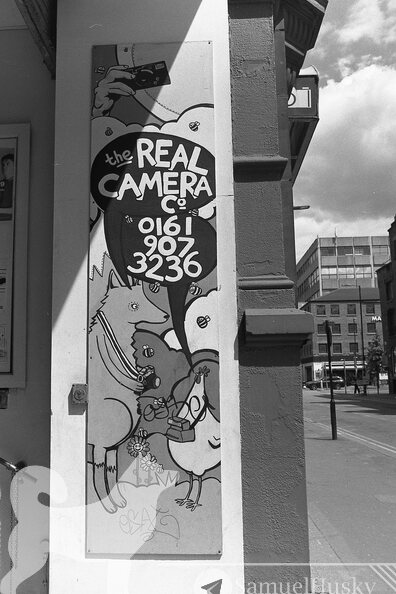 the REAL
CAMERA
Co
0161
907
3236
SamuelHusky